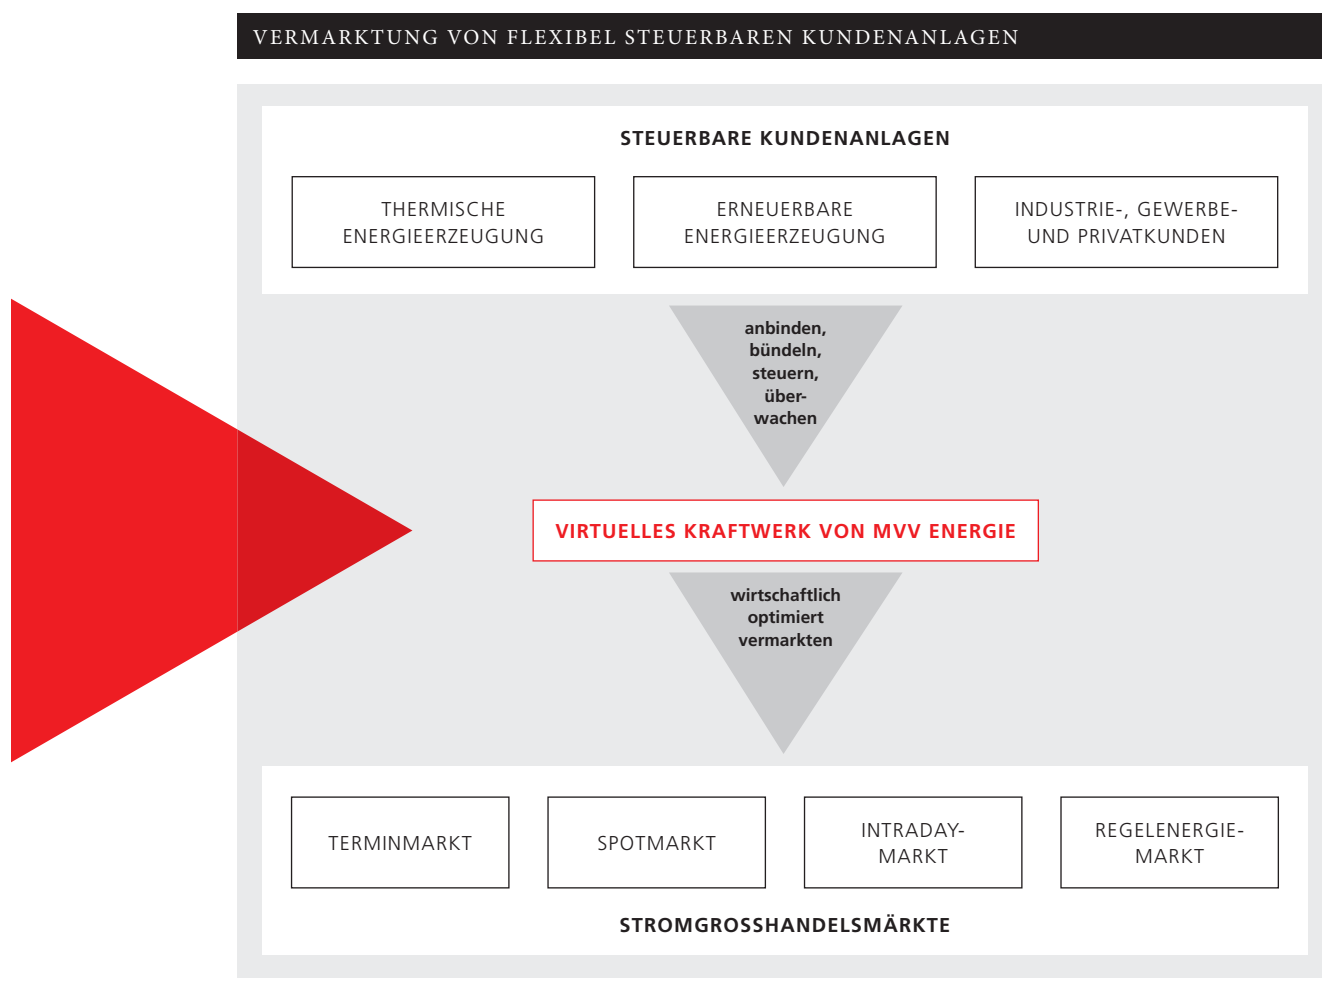 VERMARKTUNG VON FLEXIBEL STEUERBAREN KUNDENANLAGEN
STEUERBARE KUNDENANLAGEN
THERMISCHE
ENERGIEERZEUGUNG
ERNEUERBARE
ENERGIEERZEUGUNG
INDUSTRIE-, GEWERBE-
UND PRIVATKUNDEN
anbinden,
bündeln,
steuern,
über-
wachen
VIRTUELLES KRAFTWERK VON MVV ENERGIE
wirtschaftlich
optimiert
vermarkten
TERMINMARKT
SPOTMARKT
INTRADAY-
MARKT
REGELENERGIE-
MARKT
STROMGROSSHANDELSMÄRKTE